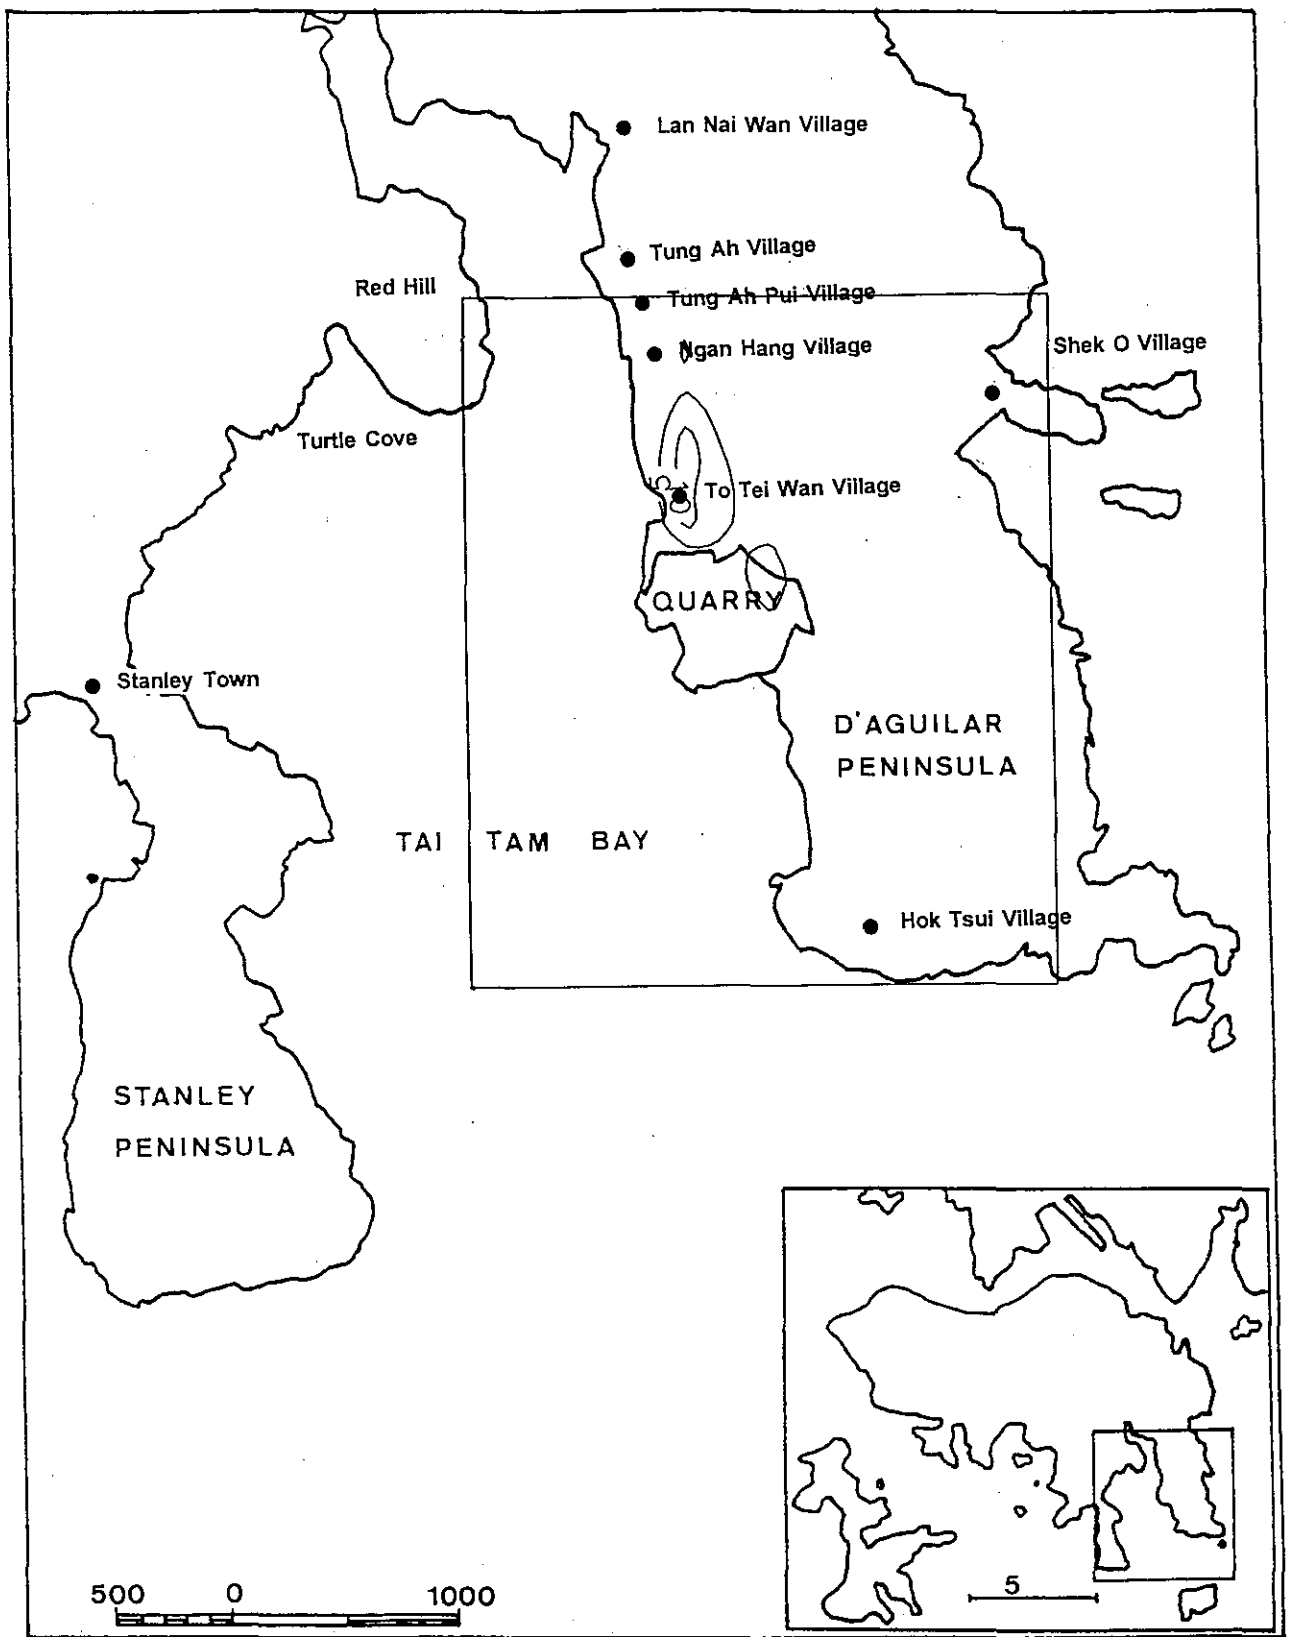 Lan Nai Wan Village
Tung Ah Village
Red Hill
Tung Ah Pui Village
Ngan Hang Village
Shek O Village
Turtle Cove
To Tei Wan Village
QUARRY
Stanley Town
D'AGUILAR
PENINSULA
TAI TAM BAY
Hok Tsui Village
STANLEY
PENINSULA
500 0 1000
5